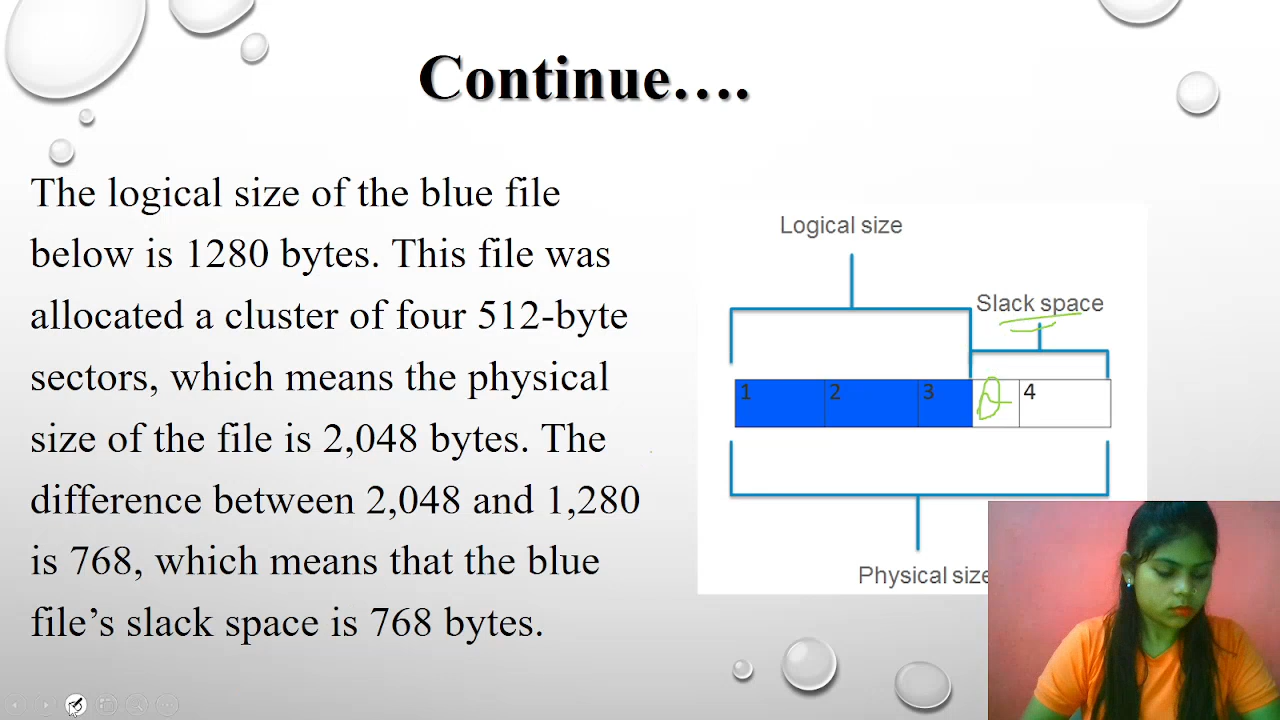 Continue….
The logical size of the blue file
below is 1280 bytes. This file was
allocated a cluster of four 512-byte
sectors, which means the physical
size of the file is 2,048 bytes. The
difference between 2,048 and 1,280
is 768, which means that the blue
file’s slack space is 768 bytes.
Logical size
Slack space
1 2 3 4
Physical size